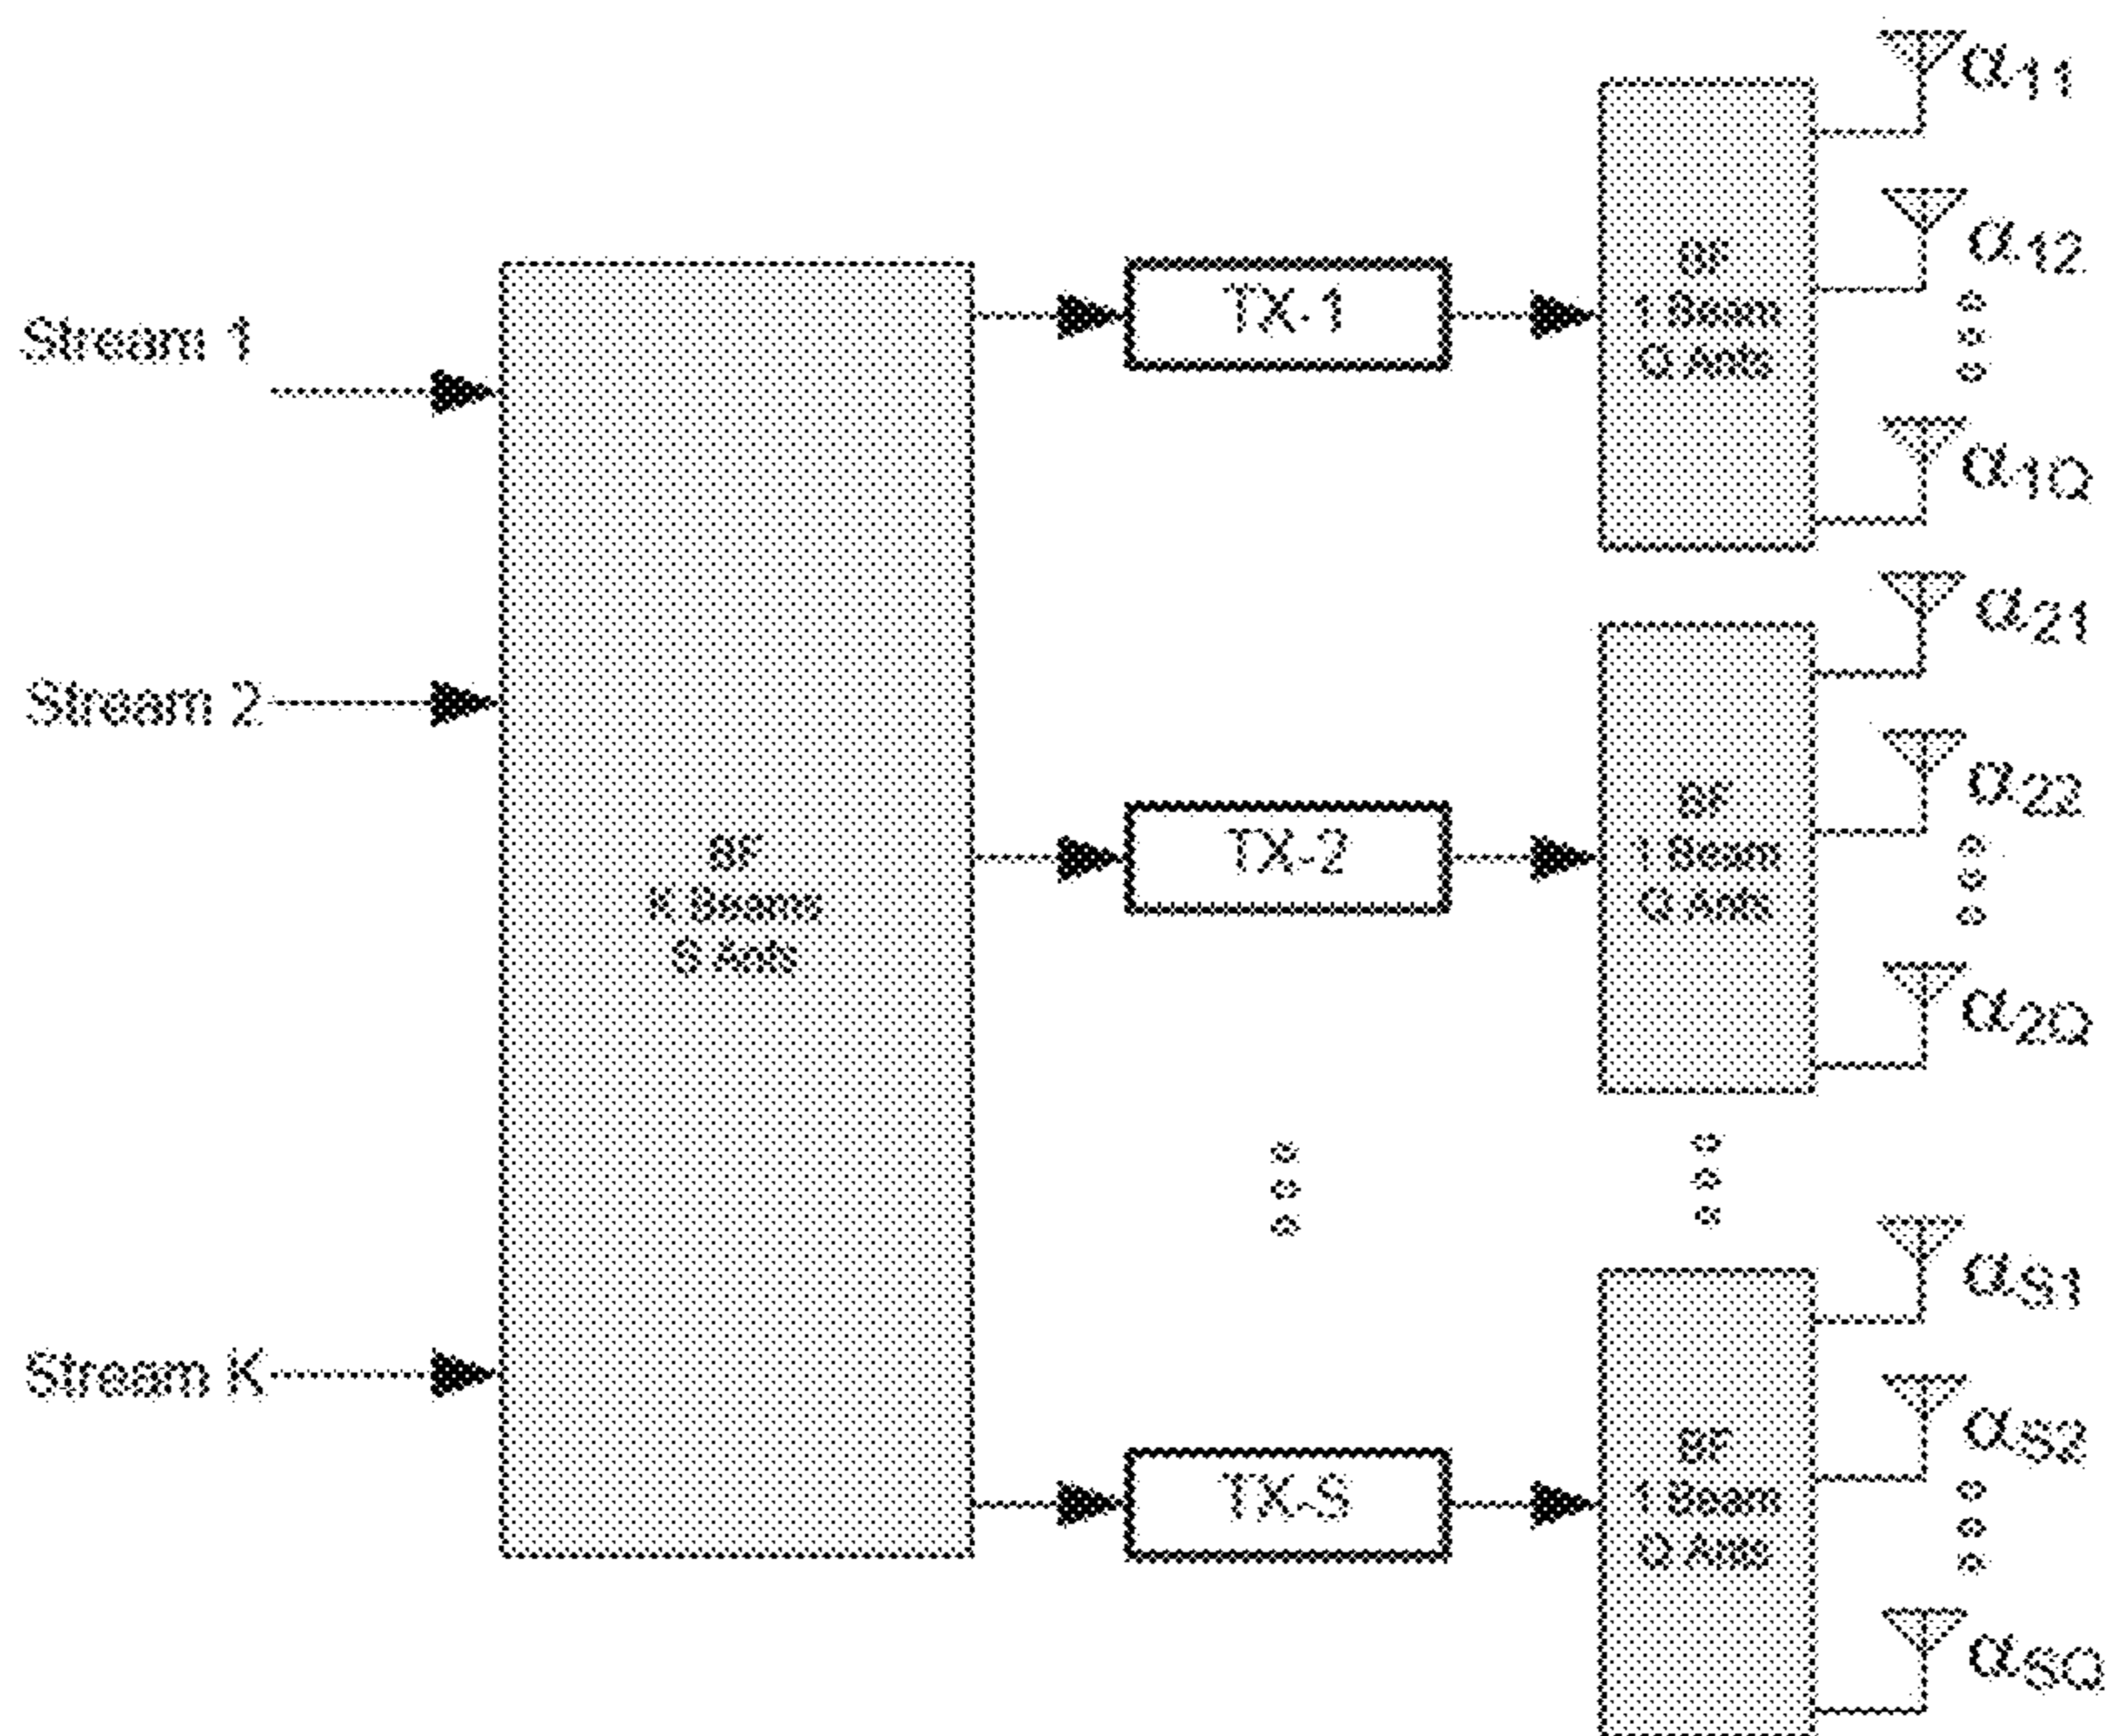 Stream 1
Stream 2
Stream K
BF
K Beams
S Ants
TX-1
TX-2
TX-S
BF
1 Beam
Q Ants
BF
1 Beam
Q Ants
BF
1 Beam
Q Ants
α11
α12
α1Q
α21
α22
α2Q
αS1
αS2
αSQ